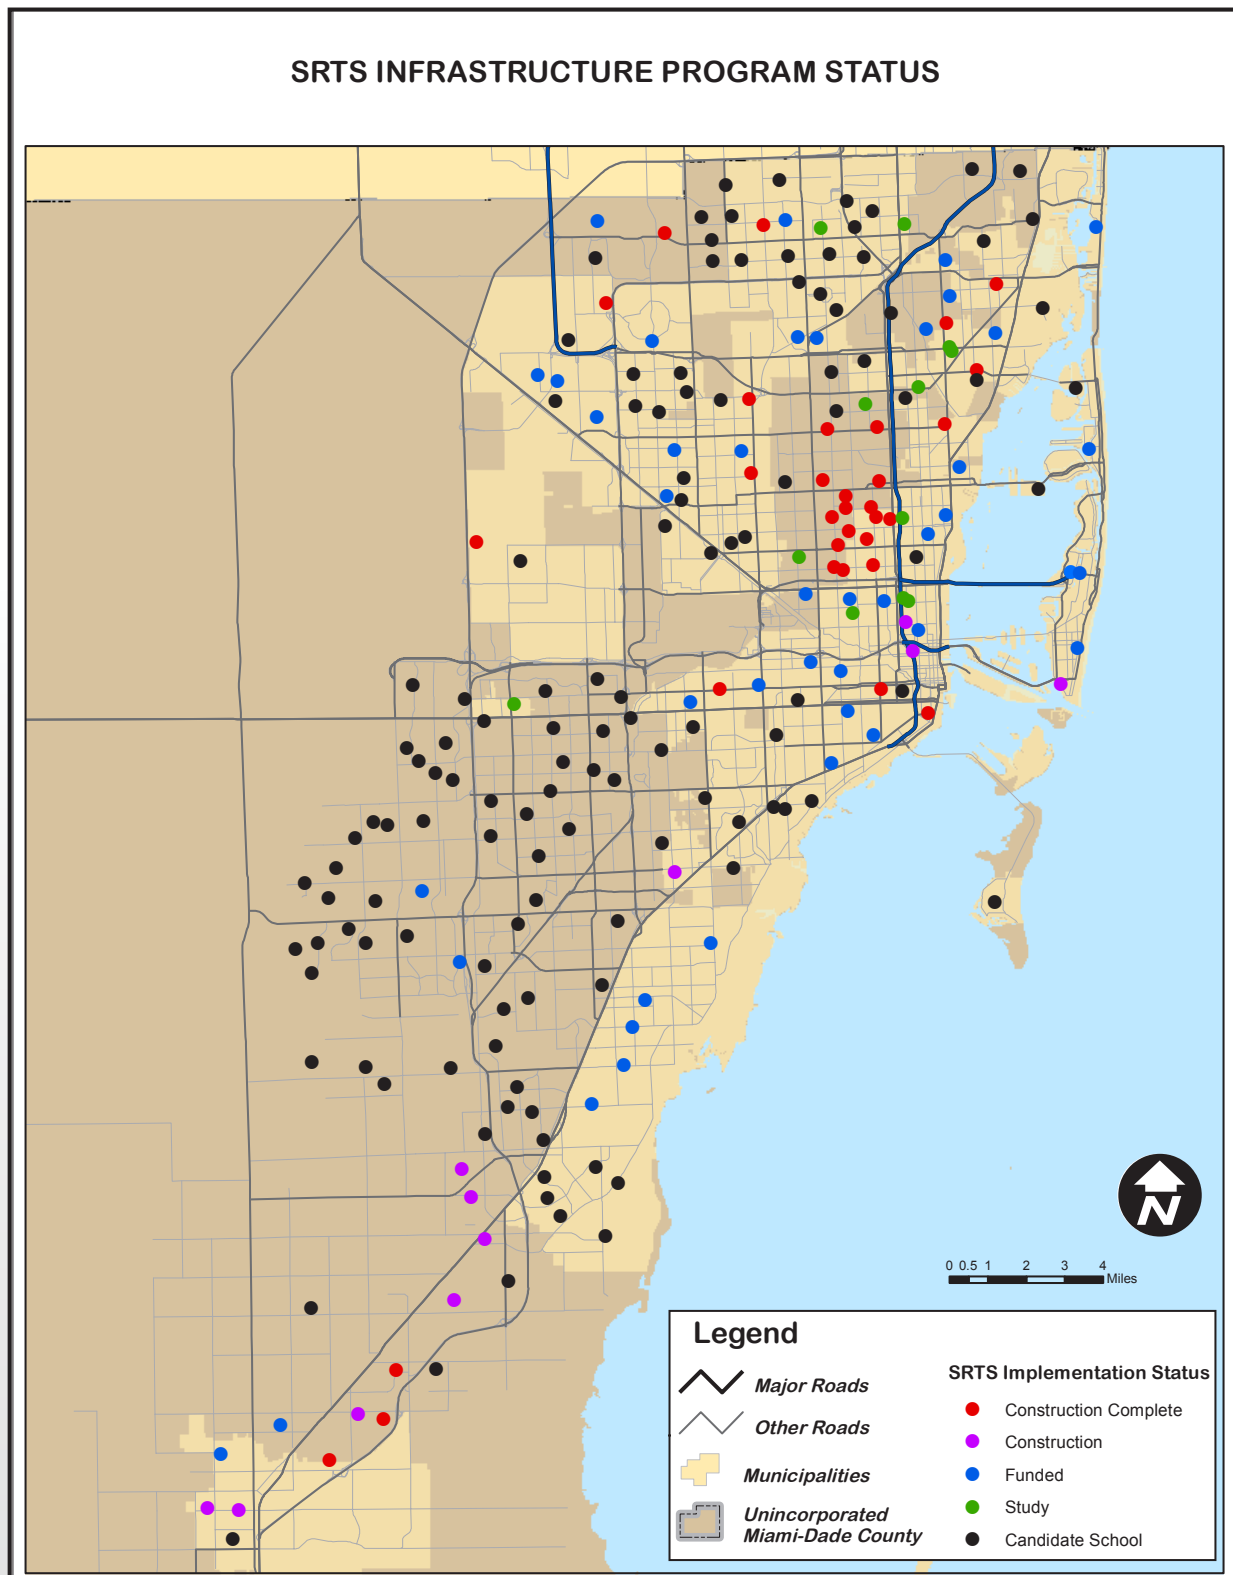 SRTS INFRASTRUCTURE PROGRAM STATUS
N
0 0.5 1 2 3 4
Miles
Legend
Major Roads
Other Roads
Municipalities
Unincorporated
Miami-Dade County
SRTS Implementation Status
Construction Complete
Construction
Funded
Study
Candidate School